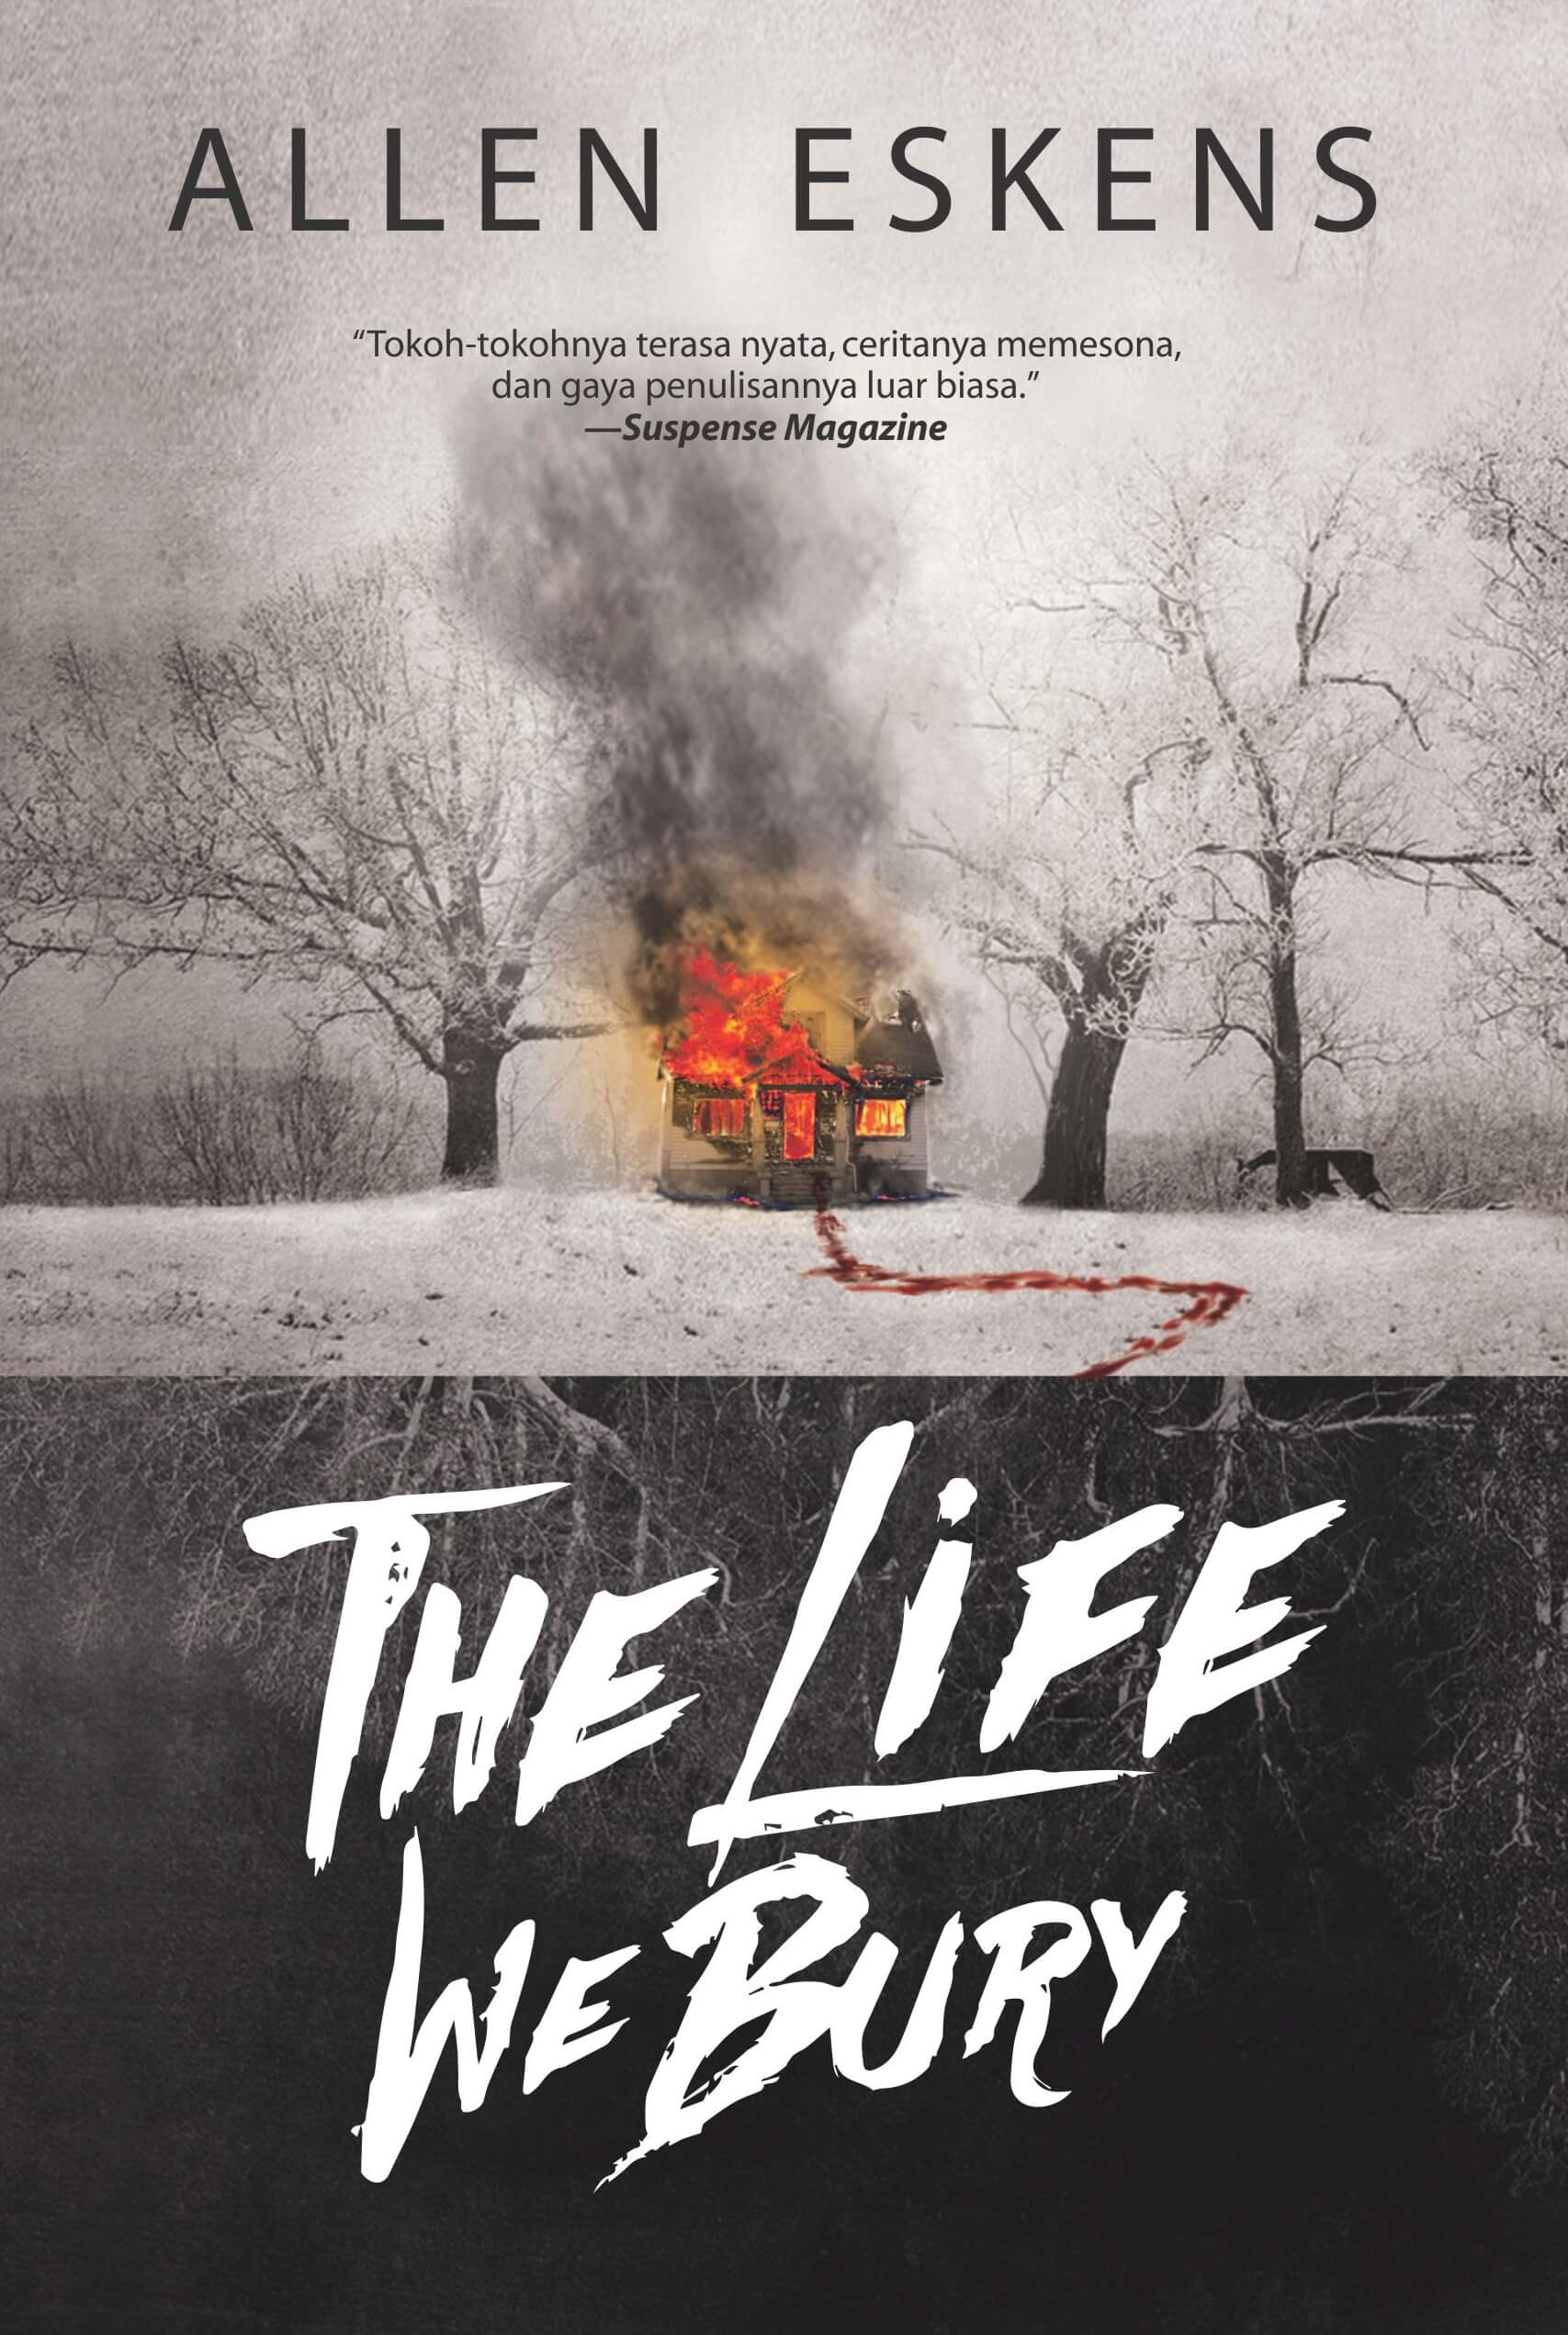 ALLEN ESKENS
“Tokoh-tokohnya terasa nyata, ceritanya memesona,
dan gaya penulisannya luar biasa.”
—Suspense Magazine
THE LiFE
WE BURY